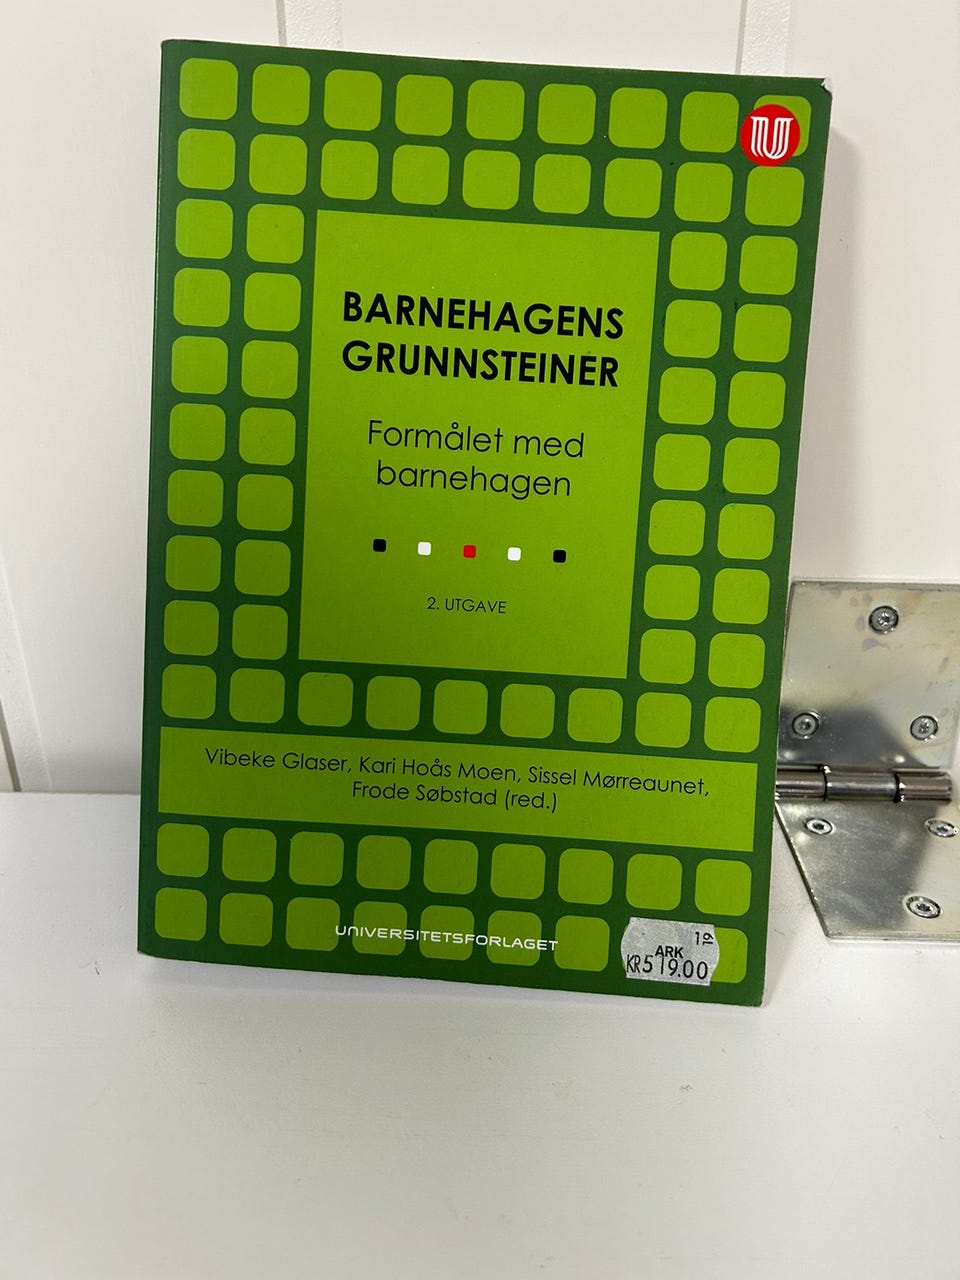 U
BARNEHAGENS
GRUNNSTEINER
Formålet med
barnehagen
2. UTGAVE
Vibeke Glaser, Kari Hoås Moen, Sissel Mørreaunet,
Frode Søbstad (red.)
UNIVERSITETSFORLAGET
ARK
KR519.00